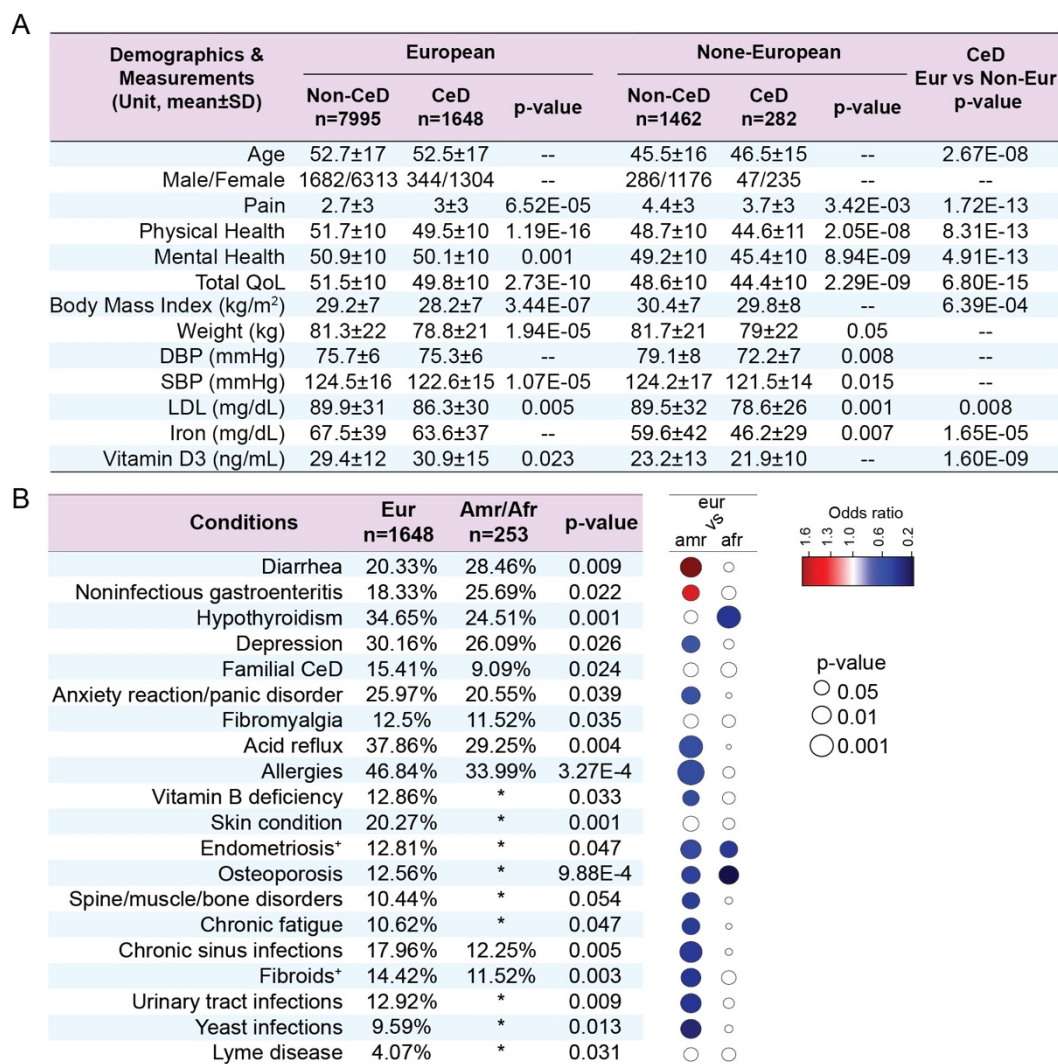 A
Demographics & Measurements (Unit, mean±SD) European None-European CeD Eur vs Non-Eur p-value
Non-CeD n=7995 CeD n=1648 p-value Non-CeD n=1462 CeD n=282 p-value
Age 52.7±17 52.5±17 -- 45.5±16 46.5±15 -- 2.67E-08
Male/Female 1682/6313 344/1304 -- 286/1176 47/235 --
Pain 2.7±3 3±3 6.52E-05 4.4±3 3.7±3 3.42E-03 1.72E-13
Physical Health 51.7±10 49.5±10 1.19E-16 48.7±10 44.6±11 2.05E-08 8.31E-13
Mental Health 50.9±10 50.1±10 0.001 49.2±10 45.4±10 8.94E-09 4.91E-13
Total QoL 51.5±10 49.8±10 2.73E-10 48.6±10 44.4±10 2.29E-09 6.80E-15
Body Mass Index (kg/m²) 29.2±7 28.2±7 3.44E-07 30.4±7 29.8±8 -- 6.39E-04
Weight (kg) 81.3±22 78.8±21 1.94E-05 81.7±21 79±22 0.05 --
DBP (mmHg) 75.7±6 75.3±6 -- 79.1±8 72.2±7 0.008 --
SBP (mmHg) 124.5±16 122.6±15 1.07E-05 124.2±17 121.5±14 0.015 --
LDL (mg/dL) 89.9±31 86.3±30 0.005 89.5±32 78.6±26 0.001 0.008
Iron (mg/dL) 67.5±39 63.6±37 -- 59.6±42 46.2±29 0.007 1.65E-05
Vitamin D3 (ng/mL) 29.4±12 30.9±15 0.023 23.2±13 21.9±10 -- 1.60E-09
B
Conditions Eur n=1648 Amr/Afr n=253 p-value
eur
vs
amr afr
Diarrhea 20.33% 28.46% 0.009
Noninfectious gastroenteritis 18.33% 25.69% 0.022
Hypothyroidism 34.65% 24.51% 0.001
Depression 30.16% 26.09% 0.026
Familial CeD 15.41% 9.09% 0.024
Anxiety reaction/panic disorder 25.97% 20.55% 0.039
Fibromyalgia 12.5% 11.52% 0.035
Acid reflux 37.86% 29.25% 0.004
Allergies 46.84% 33.99% 3.27E-4
Vitamin B deficiency 12.86% * 0.033
Skin condition 20.27% * 0.001
Endometriosis⁺ 12.81% * 0.047
Osteoporosis 12.56% * 9.88E-4
Spine/muscle/bone disorders 10.44% * 0.054
Chronic fatigue 10.62% * 0.047
Chronic sinus infections 17.96% 12.25% 0.005
Fibroids⁺ 14.42% 11.52% 0.003
Urinary tract infections 12.92% * 0.009
Yeast infections 9.59% * 0.013
Lyme disease 4.07% * 0.031
Odds ratio
1.6 1.3 1.0 0.6 0.2
p-value
0.05
0.01
0.001